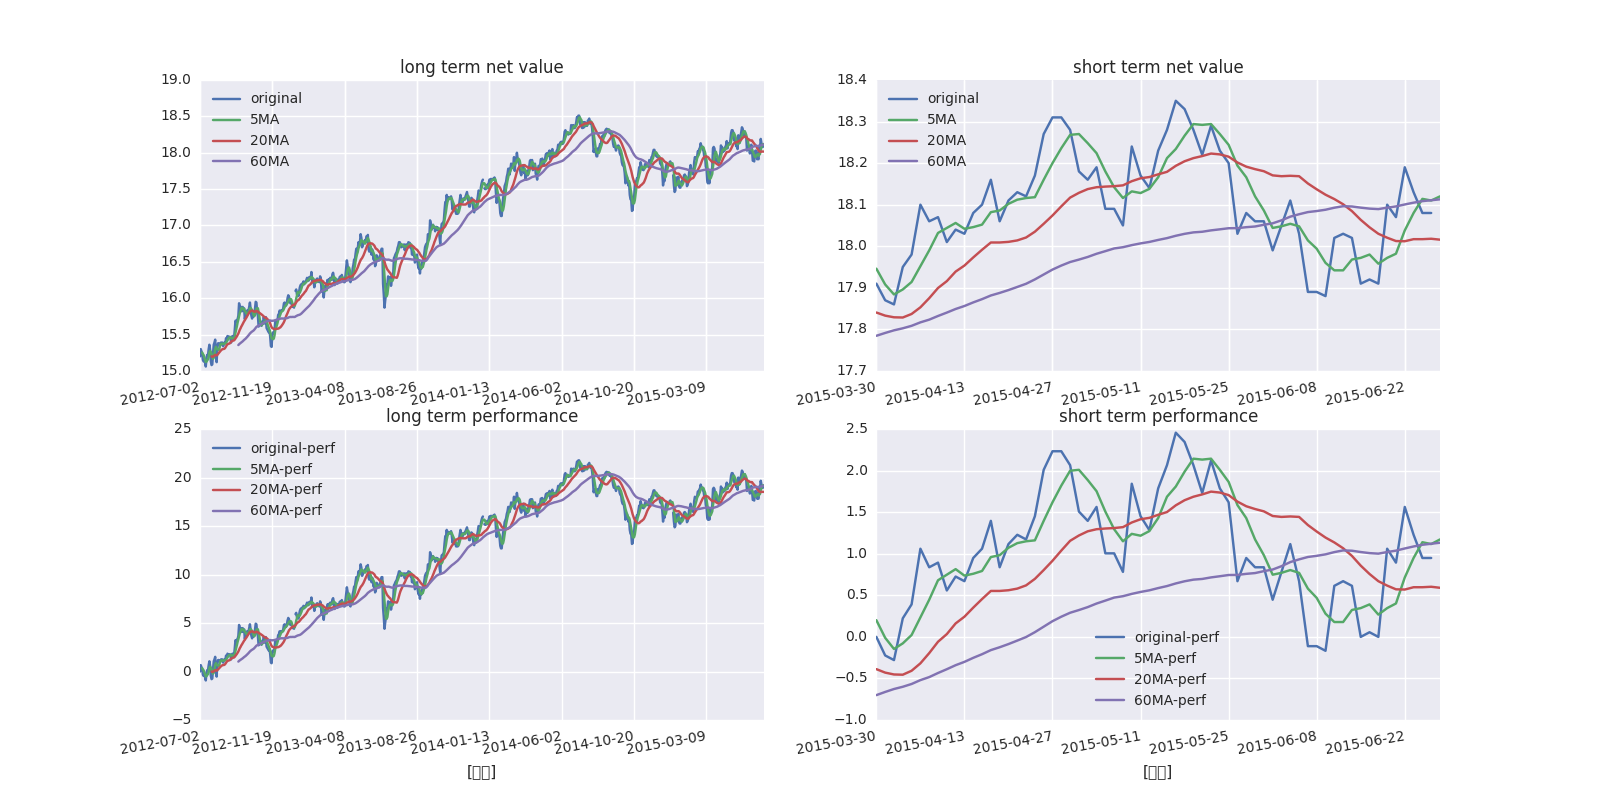 long term net value
19.0
18.5
18.0
17.5
17.0
16.5
16.0
15.5
15.0
original
5MA
20MA
60MA
2012-07-02 2012-11-19 2013-04-08 2013-08-26 2014-01-13 2014-06-02 2014-10-20 2015-03-09
short term net value
18.4
18.3
18.2
18.1
18.0
17.9
17.8
17.7
original
5MA
20MA
60MA
2015-03-30 2015-04-13 2015-04-27 2015-05-11 2015-05-25 2015-06-08 2015-06-22
long term performance
25
20
15
10
5
0
−5
original-perf
5MA-perf
20MA-perf
60MA-perf
2012-07-02 2012-11-19 2013-04-08 2013-08-26 2014-01-13 2014-06-02 2014-10-20 2015-03-09
short term performance
2.5
2.0
1.5
1.0
0.5
0.0
−0.5
−1.0
original-perf
5MA-perf
20MA-perf
60MA-perf
2015-03-30 2015-04-13 2015-04-27 2015-05-11 2015-05-25 2015-06-08 2015-06-22